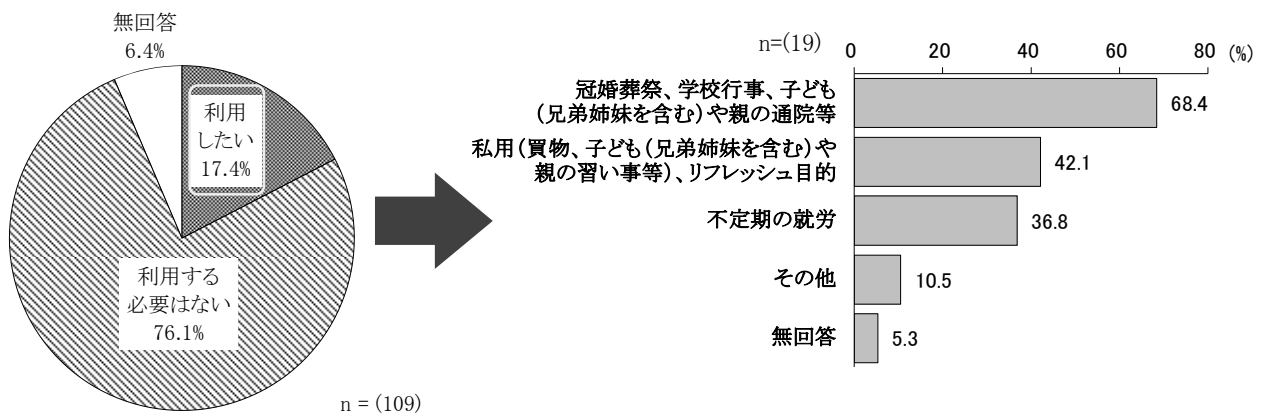 無回答
6.4%
利用
したい
17.4%
利用する
必要はない
76.1%
n = (109)
n=(19)
0 20 40 60 80 (%)
冠婚葬祭、学校行事、子ども
(兄弟姉妹を含む)や親の通院等
68.4
私用(買物、子ども(兄弟姉妹を含む)や
親の習い事等)、リフレッシュ目的
42.1
不定期の就労
36.8
その他
10.5
無回答
5.3